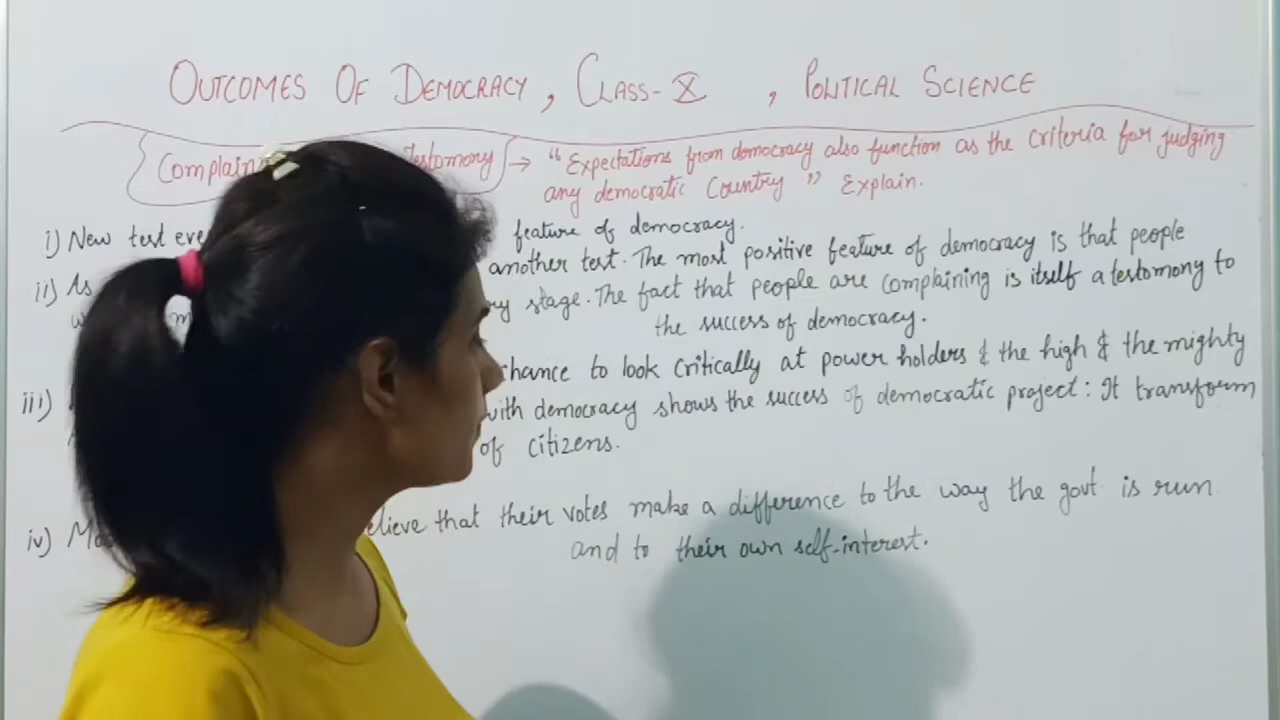 OUTCOMES OF DEMOCRACY, CLASS-X , POLITICAL SCIENCE
Complain testomony → "Expectations from democracy also function as the criteria for judging
any democratic Country" Explain.
i) New test feature of democracy.
ii) As another test. The most positive feature of democracy is that people
stage. The fact that people are complaining is itself a testomony to
the success of democracy.
iii) chance to look critically at power holders & the high & the mighty
with democracy shows the success of democratic project: It transform
of citizens.
iv) that their votes make a difference to the way the govt. is run
and to their own self-interest.